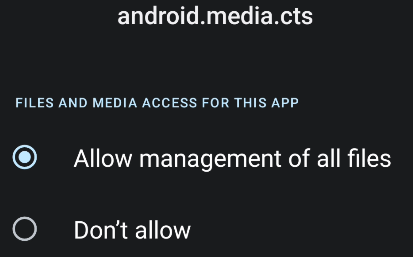 android.media.cts
FILES AND MEDIA ACCESS FOR THIS APP
Allow management of all files
Don’t allow